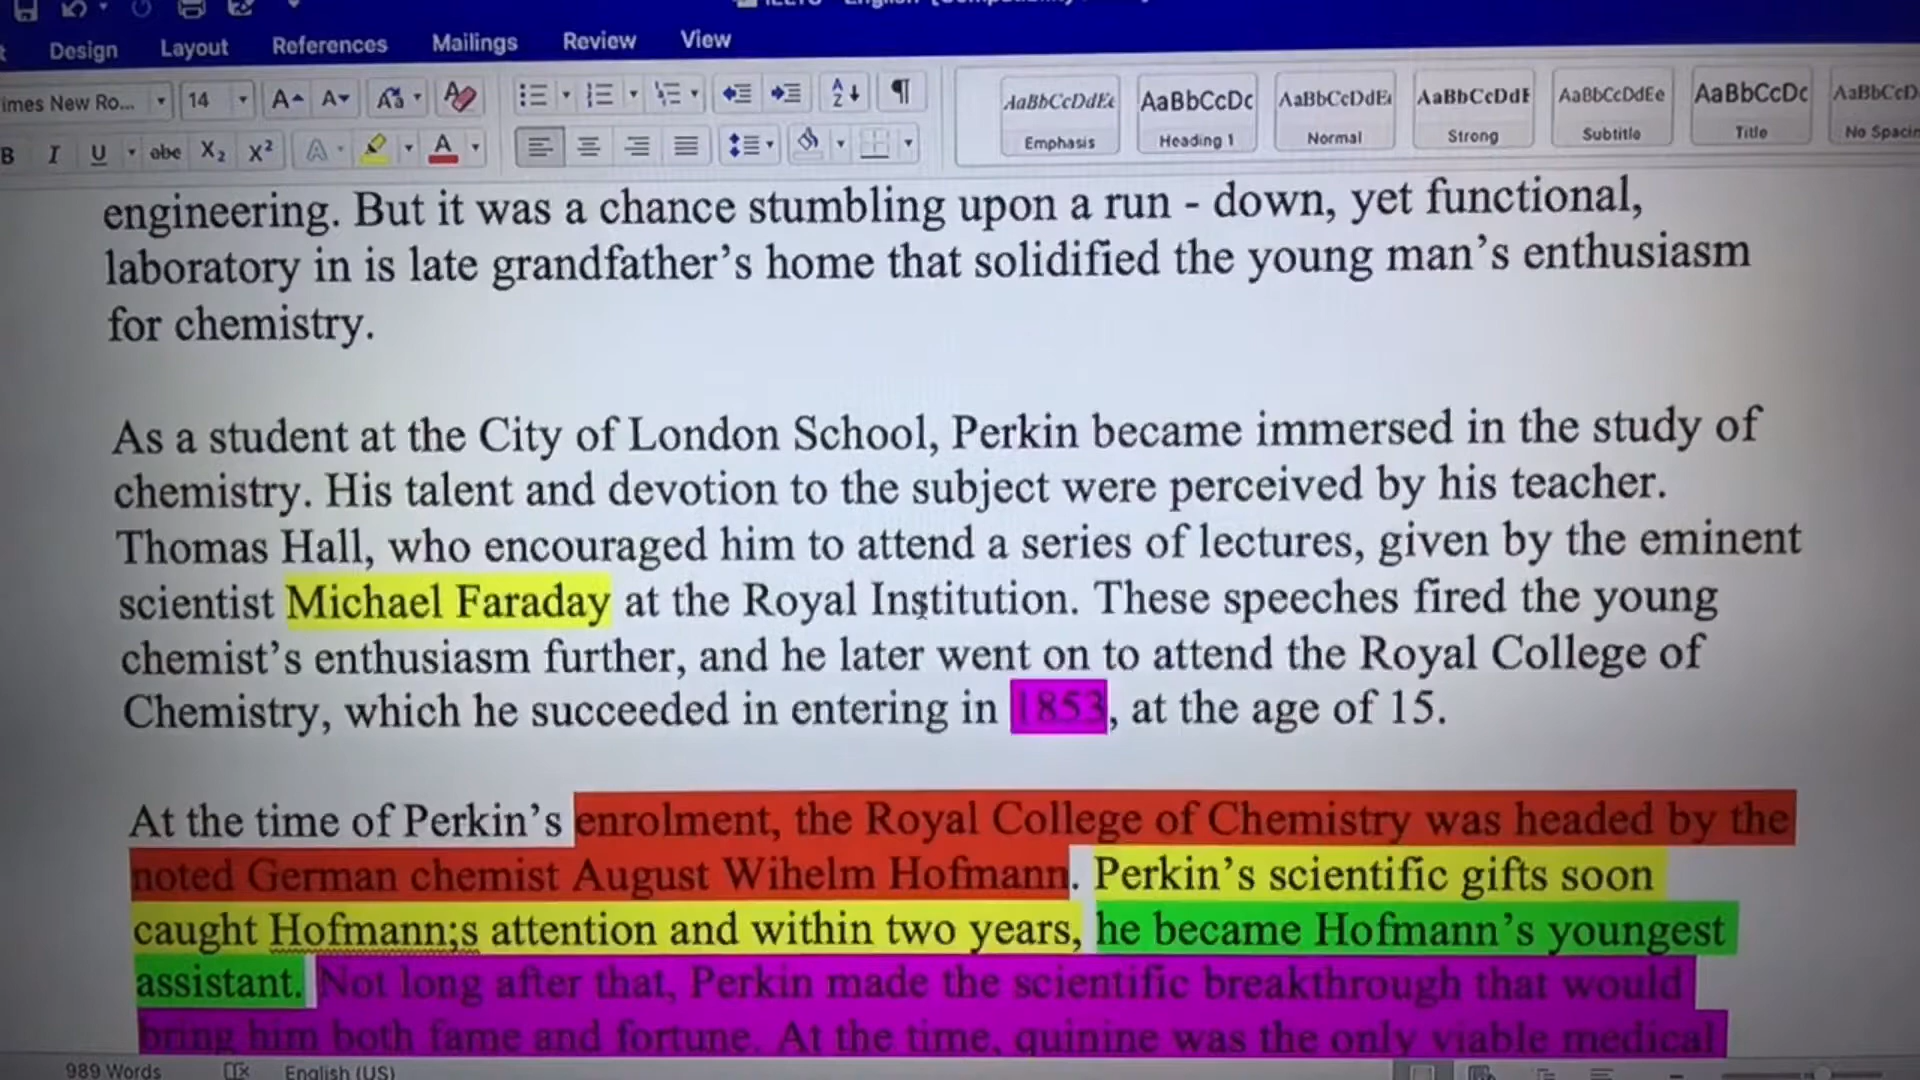 Design Layout References Mailings Review View
imes New Ro... 14 A A Aa A
AaBbCcDdEe AaBbCcDc AaBbCcDdEe AaBbCcDdE AaBbCcDdEe AaBbCcDc AaBbCcD
B I U abe X₂ X² A A
Emphasis Heading 1 Normal Strong Subtitle Title No Spacin
engineering. But it was a chance stumbling upon a run - down, yet functional,
laboratory in is late grandfather’s home that solidified the young man’s enthusiasm
for chemistry.
As a student at the City of London School, Perkin became immersed in the study of
chemistry. His talent and devotion to the subject were perceived by his teacher.
Thomas Hall, who encouraged him to attend a series of lectures, given by the eminent
scientist Michael Faraday at the Royal Institution. These speeches fired the young
chemist’s enthusiasm further, and he later went on to attend the Royal College of
Chemistry, which he succeeded in entering in 1853, at the age of 15.
At the time of Perkin’s enrolment, the Royal College of Chemistry was headed by the
noted German chemist August Wihelm Hofmann. Perkin’s scientific gifts soon
caught Hofmann;s attention and within two years, he became Hofmann’s youngest
assistant. Not long after that, Perkin made the scientific breakthrough that would
bring him both fame and fortune. At the time, quinine was the only viable medical
989 Words English (US)